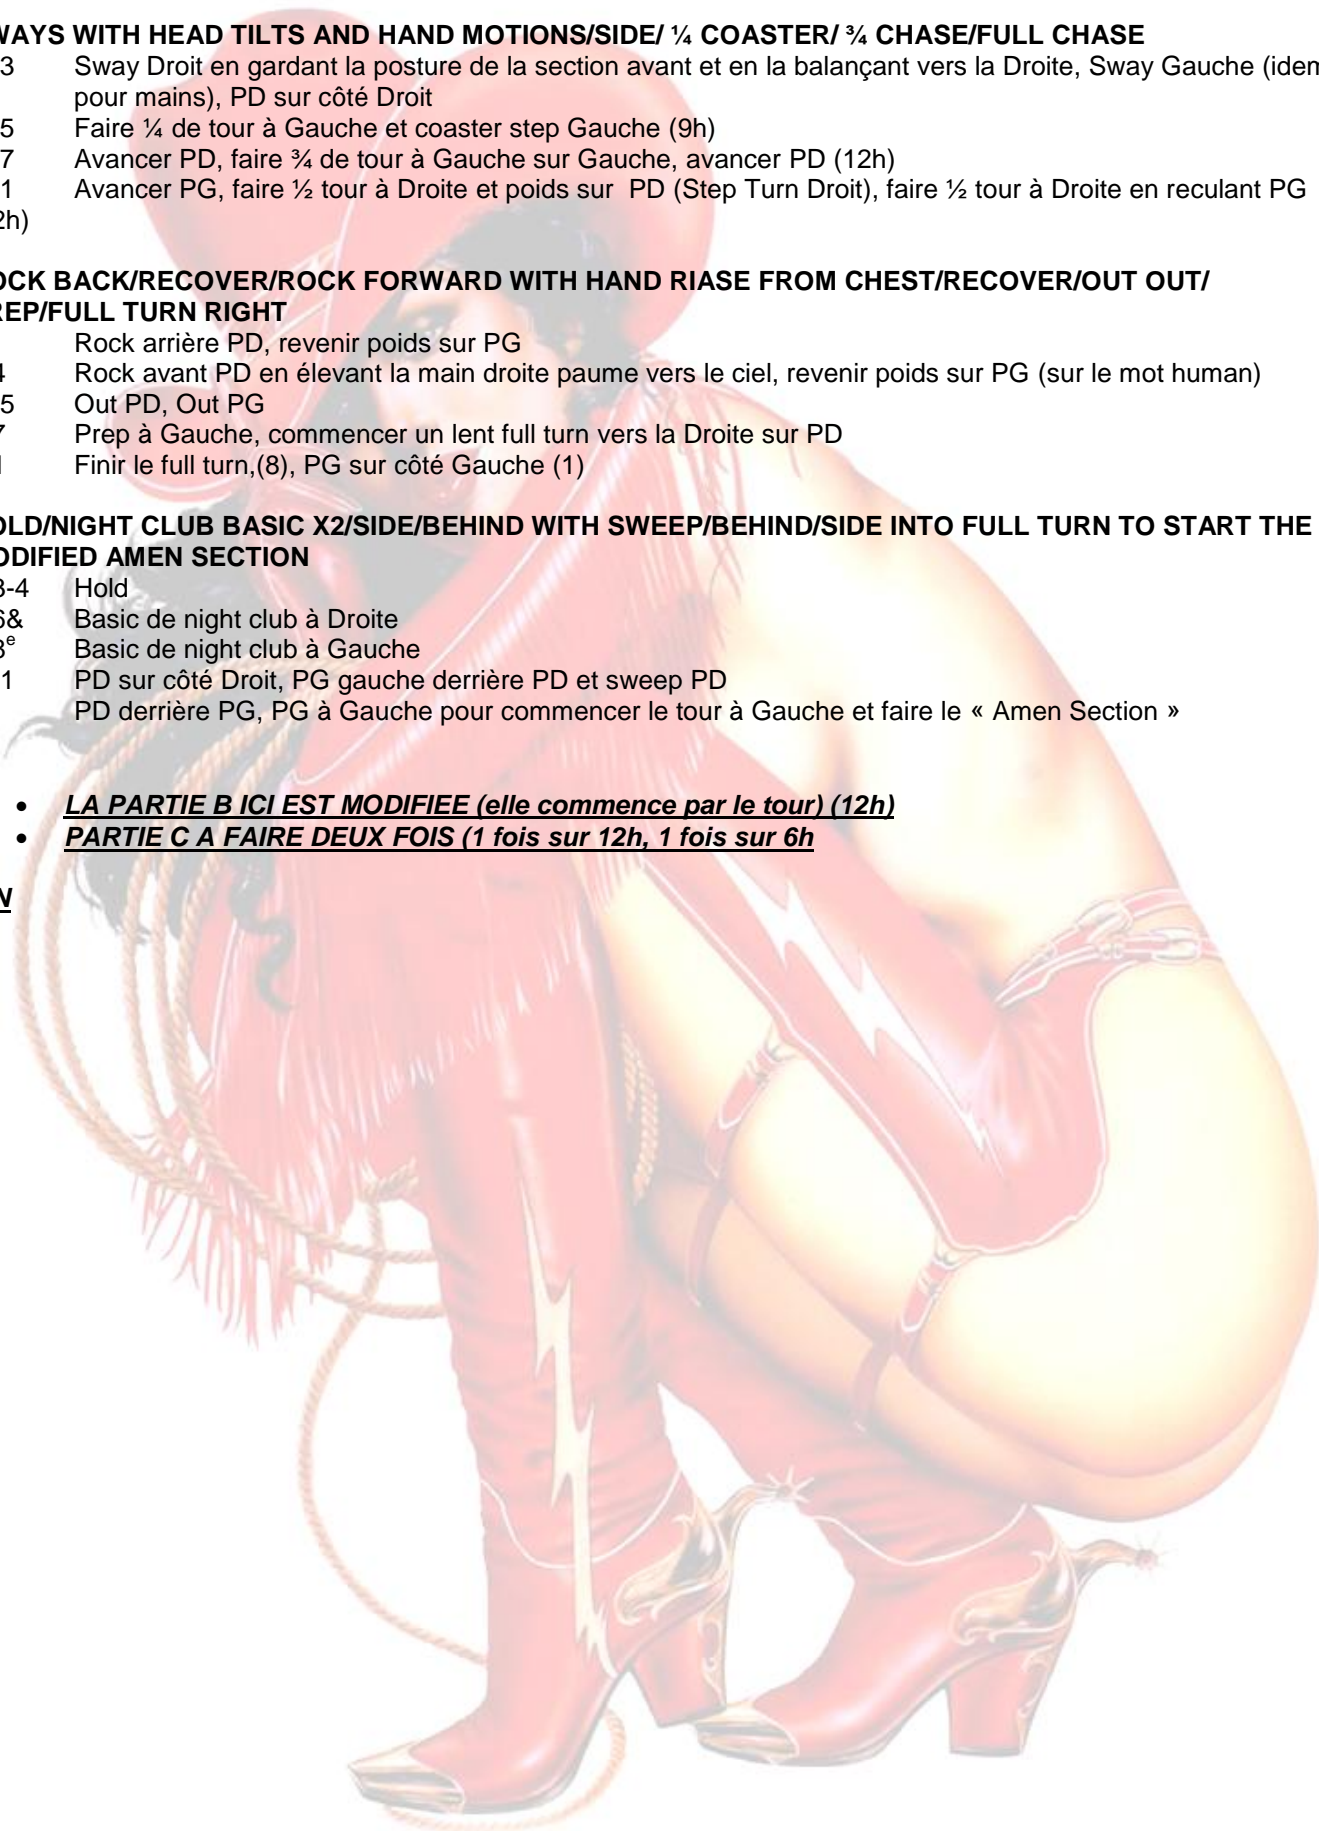 WAYS WITH HEAD TILTS AND HAND MOTIONS/SIDE/ ¼ COASTER/ ¾ CHASE/FULL CHASE
3 Sway Droit en gardant la posture de la section avant et en la balançant vers la Droite, Sway Gauche (idem
pour mains), PD sur côté Droit
5 Faire ¼ de tour à Gauche et coaster step Gauche (9h)
7 Avancer PD, faire ¾ de tour à Gauche sur Gauche, avancer PD (12h)
1 Avancer PG, faire ½ tour à Droite et poids sur PD (Step Turn Droit), faire ½ tour à Droite en reculant PG
2h)
OCK BACK/RECOVER/ROCK FORWARD WITH HAND RIASE FROM CHEST/RECOVER/OUT OUT/
REP/FULL TURN RIGHT
Rock arrière PD, revenir poids sur PG
4 Rock avant PD en élevant la main droite paume vers le ciel, revenir poids sur PG (sur le mot human)
5 Out PD, Out PG
7 Prep à Gauche, commencer un lent full turn vers la Droite sur PD
1 Finir le full turn,(8), PG sur côté Gauche (1)
OLD/NIGHT CLUB BASIC X2/SIDE/BEHIND WITH SWEEP/BEHIND/SIDE INTO FULL TURN TO START THE
ODIFIED AMEN SECTION
3-4 Hold
6& Basic de night club à Droite
8e Basic de night club à Gauche
1 PD sur côté Droit, PG gauche derrière PD et sweep PD
PD derrière PG, PG à Gauche pour commencer le tour à Gauche et faire le « Amen Section »
• LA PARTIE B ICI EST MODIFIEE (elle commence par le tour) (12h)
• PARTIE C A FAIRE DEUX FOIS (1 fois sur 12h, 1 fois sur 6h
N